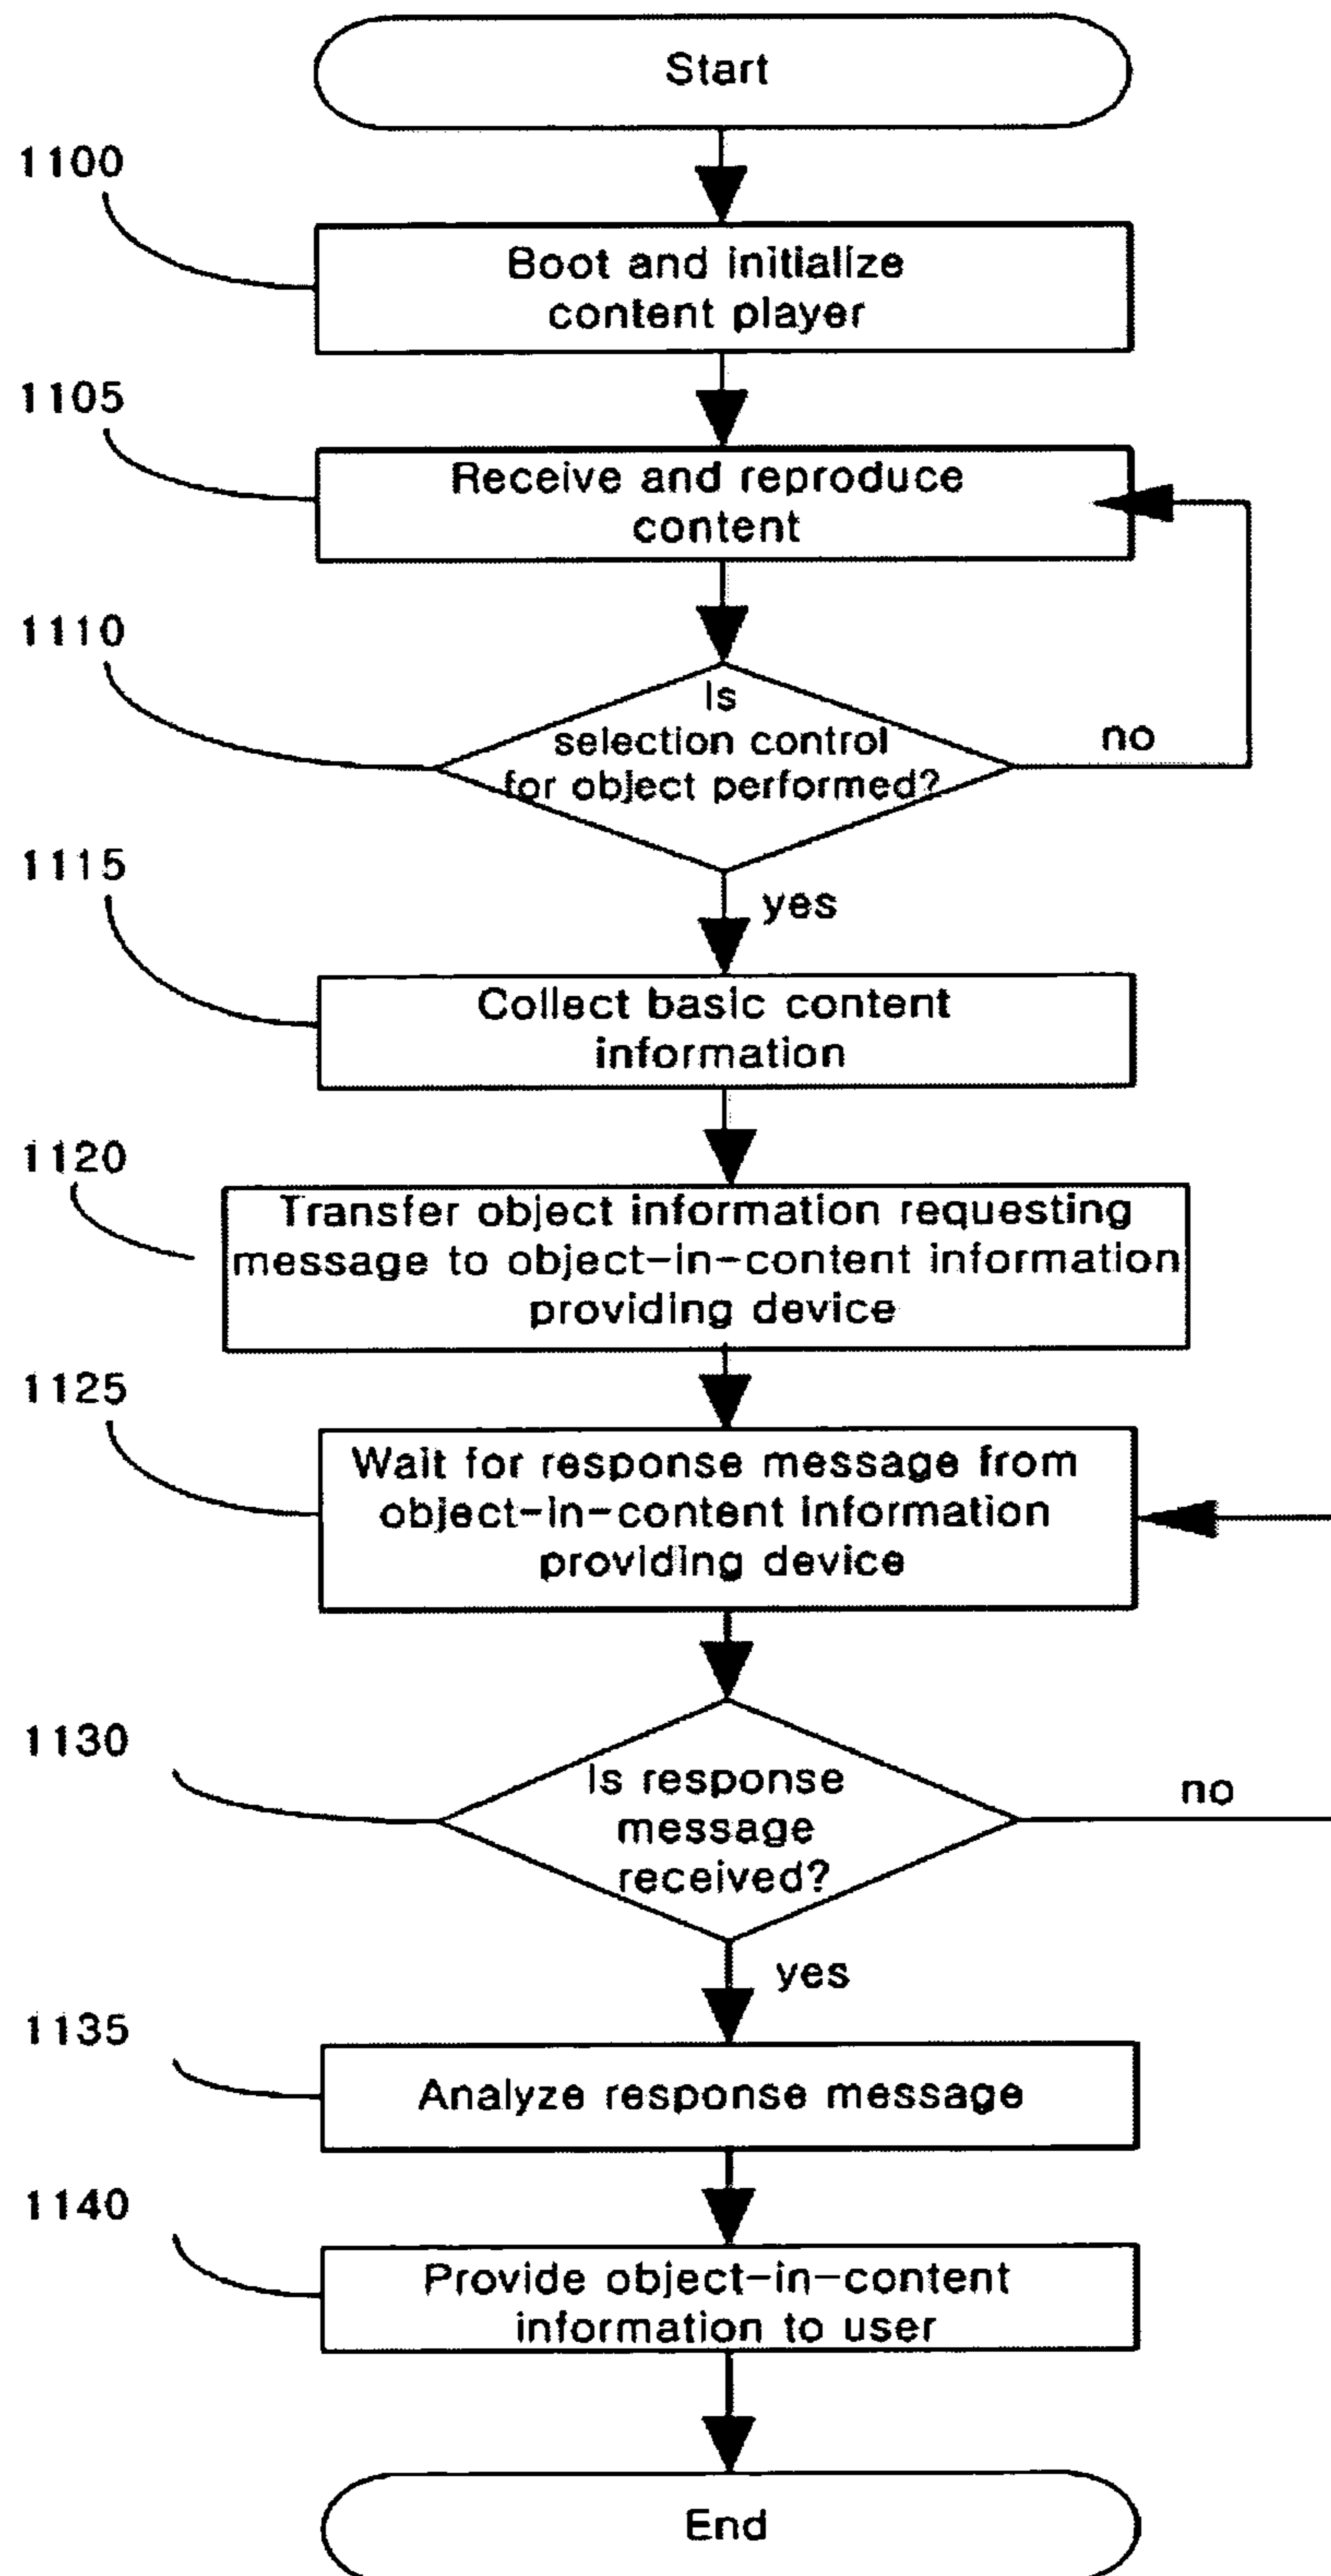 Start
1100
Boot and initialize
content player
1105
Receive and reproduce
content
1110
Is
selection control
for object performed?
no
1115
yes
Collect basic content
information
1120
Transfer object information requesting
message to object-in-content information
providing device
1125
Wait for response message from
object-in-content information
providing device
1130
Is response
message
received?
no
yes
1135
Analyze response message
1140
Provide object-in-content
information to user
End